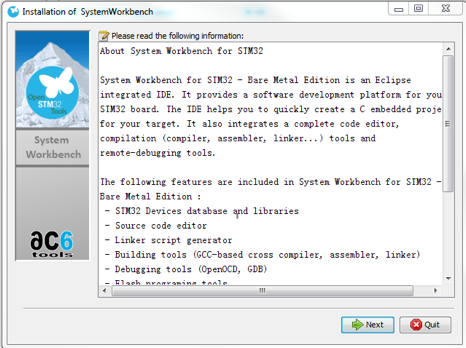 Installation of SystemWorkbench
Please read the following information:
About System Workbench for STM32
System Workbench for STM32 - Bare Metal Edition is an Eclipse
integrated IDE. It provides a software development platform for you
STM32 board. The IDE helps you to quickly create a C embedded proje
for your target. It also integrates a complete code editor,
compilation (compiler, assembler, linker...) tools and
remote-debugging tools.
The following features are included in System Workbench for STM32 -
Bare Metal Edition :
- STM32 Devices database and libraries
- Source code editor
- Linker script generator
- Building tools (GCC-based cross compiler, assembler, linker)
- Debugging tools (OpenOCD, GDB)
- Flash programing tools
Open
STM32
Tools
System
Workbench
ac6
tools
Next
Quit